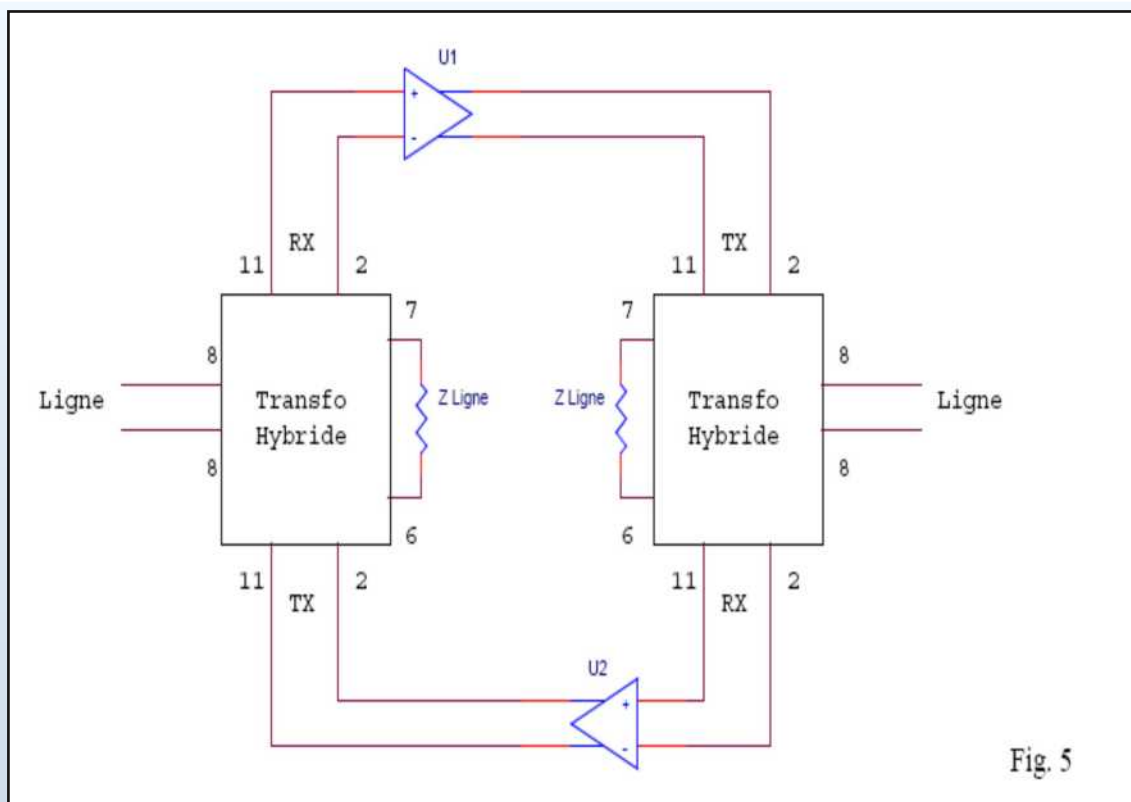 U1
+
-
RX
TX
11 2
11 2
7
7
8
8
Ligne
Transfo
Hybride
Z Ligne
Z Ligne
Transfo
Hybride
Ligne
8
8
6
6
11 2
11 2
TX
RX
U2
+
-
Fig. 5